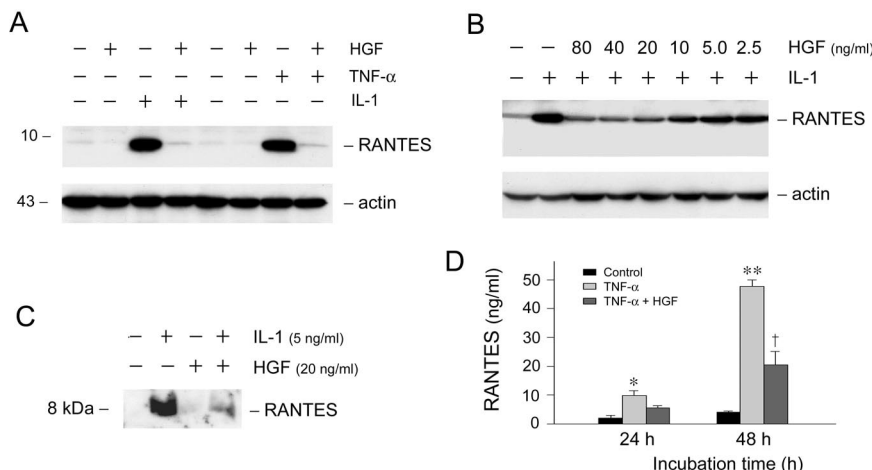 A
– + – + – + – + HGF
– – – – – – + + TNF-α
– – + + – – – – IL-1
10 –
– RANTES
43 –
– actin
B
– – 80 40 20 10 5.0 2.5 HGF (ng/ml)
– + + + + + + + IL-1
– RANTES
– actin
C
– + – + IL-1 (5 ng/ml)
– – + + HGF (20 ng/ml)
8 kDa –
– RANTES
D
RANTES (ng/ml)
50
40
30
20
10
0
Control
TNF-α
TNF-α + HGF
*
**
†
24 h
48 h
Incubation time (h)